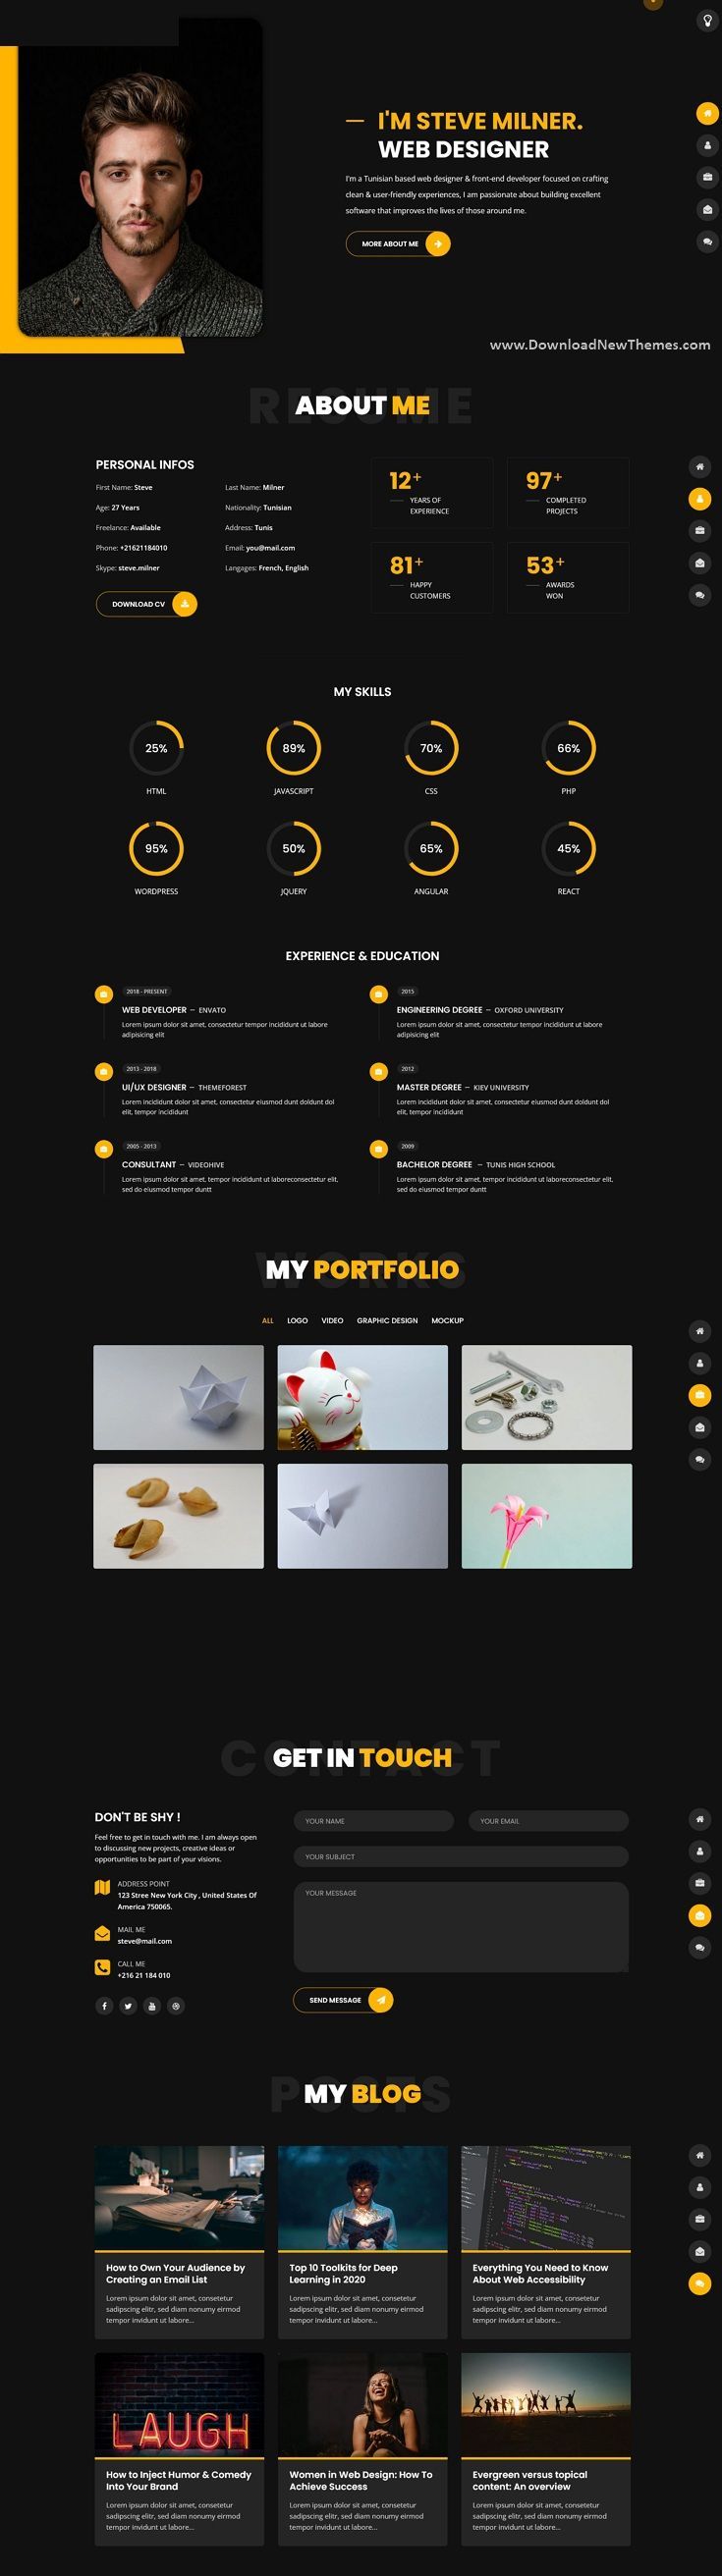 I'M STEVE MILNER.
WEB DESIGNER
I'm a Tunisian based web designer & front-end developer focused on crafting
clean & user-friendly experiences, I am passionate about building excellent
software that improves the lives of those around me.
MORE ABOUT ME
www.DownloadNewThemes.com
RESUME
ABOUT ME
PERSONAL INFOS
First Name: Steve
Last Name: Milner
Age: 27 Years
Nationality: Tunisian
Freelance: Available
Address: Tunis
Phone: +21621184010
Email: you@mail.com
Skype: steve.milner
Langages: French, English
DOWNLOAD CV
12+
YEARS OF
EXPERIENCE
97+
COMPLETED
PROJECTS
81+
HAPPY
CUSTOMERS
53+
AWARDS
WON
MY SKILLS
25%
89%
70%
66%
HTML
JAVASCRIPT
CSS
PHP
95%
50%
65%
45%
WORDPRESS
JQUERY
ANGULAR
REACT
EXPERIENCE & EDUCATION
2018 - PRESENT
WEB DEVELOPER — ENVATO
Lorem ipsum dolor sit amet, consectetur tempor incididunt ut labore
adipisicing elit
2015
ENGINEERING DEGREE — OXFORD UNIVERSITY
Lorem ipsum dolor sit amet, consectetur tempor incididunt ut labore
adipisicing elit
2013 - 2018
UI/UX DESIGNER — THEMEFOREST
Lorem incididunt dolor sit amet, consectetur eiusmod dunt doldunt dol
elit, tempor incididunt
2012
MASTER DEGREE — KIEV UNIVERSITY
Lorem incididunt dolor sit amet, consectetur eiusmod dunt doldunt dol
elit, tempor incididunt
2005 - 2013
CONSULTANT — VIDEOHIVE
Lorem ipsum dolor sit amet, tempor incididunt ut laboreconsectetur elit,
sed do eiusmod tempor duntt
2009
BACHELOR DEGREE — TUNIS HIGH SCHOOL
Lorem ipsum dolor sit amet, tempor incididunt ut laboreconsectetur elit,
sed do eiusmod tempor duntt
WORKS
MY PORTFOLIO
ALL
LOGO
VIDEO
GRAPHIC DESIGN
MOCKUP
CONTACT
GET IN TOUCH
DON'T BE SHY !
Feel free to get in touch with me. I am always open
to discussing new projects, creative ideas or
opportunities to be part of your visions.
ADDRESS POINT
123 Stree New York City , United States Of
America 750065.
MAIL ME
steve@mail.com
CALL ME
+216 21 184 010
YOUR NAME
YOUR EMAIL
YOUR SUBJECT
YOUR MESSAGE
SEND MESSAGE
POSTS
MY BLOG
How to Own Your Audience by
Creating an Email List
Lorem ipsum dolor sit amet, consetetur
sadipscing elitr, sed diam nonumy eirmod
tempor invidunt ut labore...
Top 10 Toolkits for Deep
Learning in 2020
Lorem ipsum dolor sit amet, consetetur
sadipscing elitr, sed diam nonumy eirmod
tempor invidunt ut labore...
Everything You Need to Know
About Web Accessibility
Lorem ipsum dolor sit amet, consetetur
sadipscing elitr, sed diam nonumy eirmod
tempor invidunt ut labore...
LAUGH
How to Inject Humor & Comedy
Into Your Brand
Lorem ipsum dolor sit amet, consetetur
sadipscing elitr, sed diam nonumy eirmod
tempor invidunt ut labore...
Women in Web Design: How To
Achieve Success
Lorem ipsum dolor sit amet, consetetur
sadipscing elitr, sed diam nonumy eirmod
tempor invidunt ut labore...
Evergreen versus topical
content: An overview
Lorem ipsum dolor sit amet, consetetur
sadipscing elitr, sed diam nonumy eirmod
tempor invidunt ut labore...